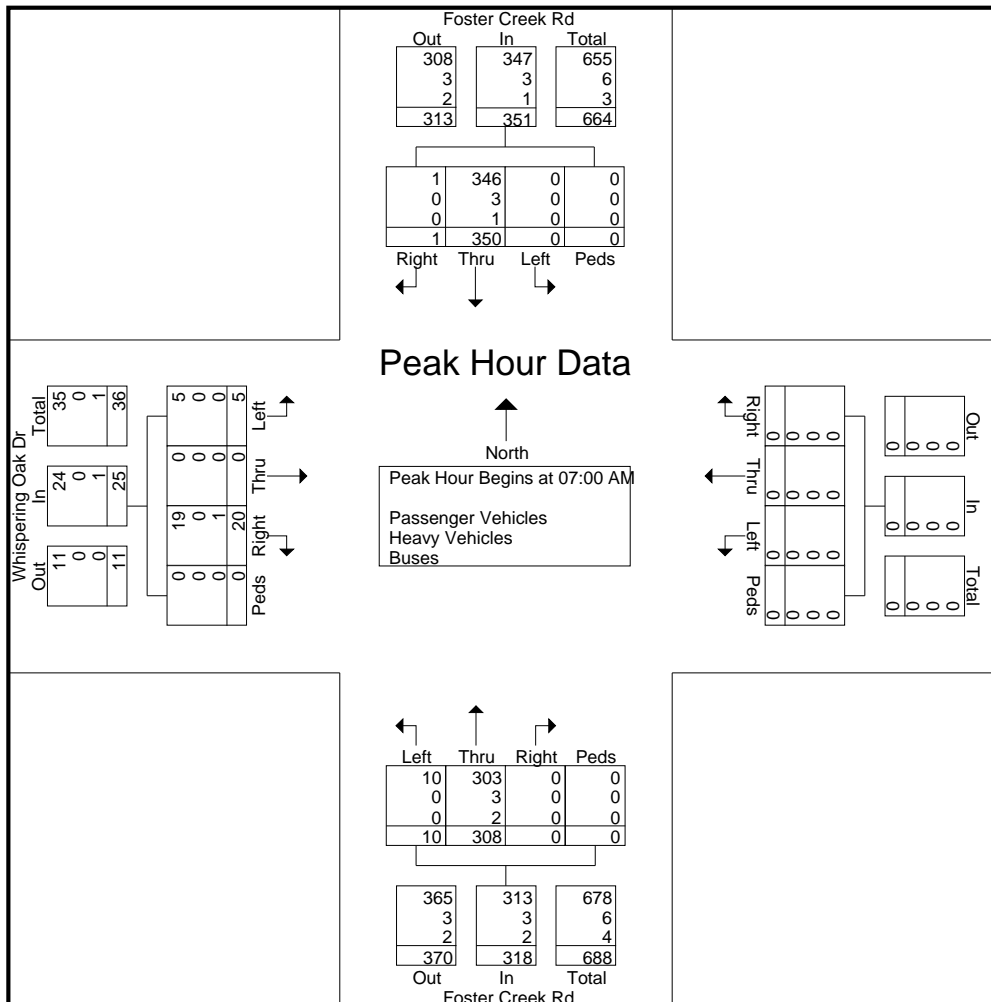 Foster Creek Rd
Out In Total
308 347 655
3 3 6
2 1 3
313 351 664
1 346 0 0
0 3 0 0
0 1 0 0
1 350 0 0
Right Thru Left Peds
Peak Hour Data
North
Peak Hour Begins at 07:00 AM
Passenger Vehicles
Heavy Vehicles
Buses
Whispering Oak Dr
Total In Out
35 0 1 36
24 0 1 25
11 0 0 11
5 0 0 5 Left
0 0 0 0 Thru
19 0 1 20 Right
0 0 0 0 Peds
Right 0 0 0 0
Thru 0 0 0 0
Left 0 0 0 0
Peds 0 0 0 0
Out 0 0 0 0
In 0 0 0 0
Total 0 0 0 0
Left Thru Right Peds
10 303 0 0
0 3 0 0
0 2 0 0
10 308 0 0
365 313 678
3 3 6
2 2 4
370 318 688
Out In Total
Foster Creek Rd